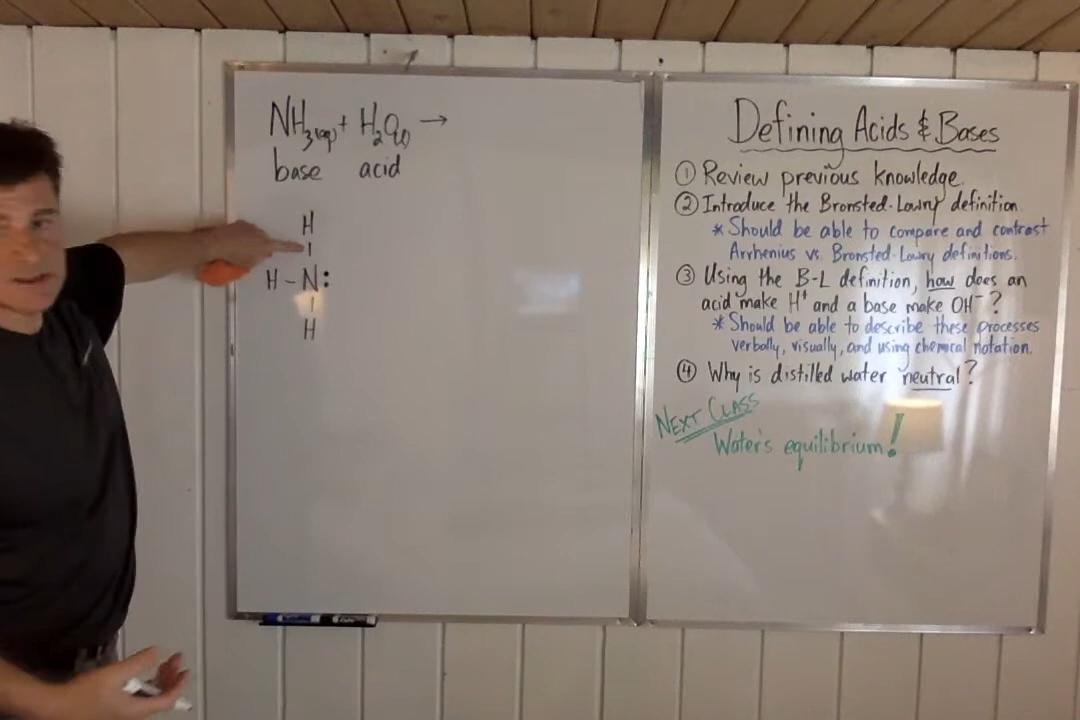 NH₃(aq) + H₂O(l) →
base acid
H
|
H - N :
|
H
Defining Acids & Bases
① Review previous knowledge.
② Introduce the Bronsted-Lowry definition
* Should be able to compare and contrast
Arrhenius vs. Bronsted-Lowry definitions.
③ Using the B-L definition, how does an
acid make H⁺ and a base make OH⁻?
* Should be able to describe these processes
verbally, visually, and using chemical notation.
④ Why is distilled water neutral?
NEXT CLASS
Water's equilibrium!